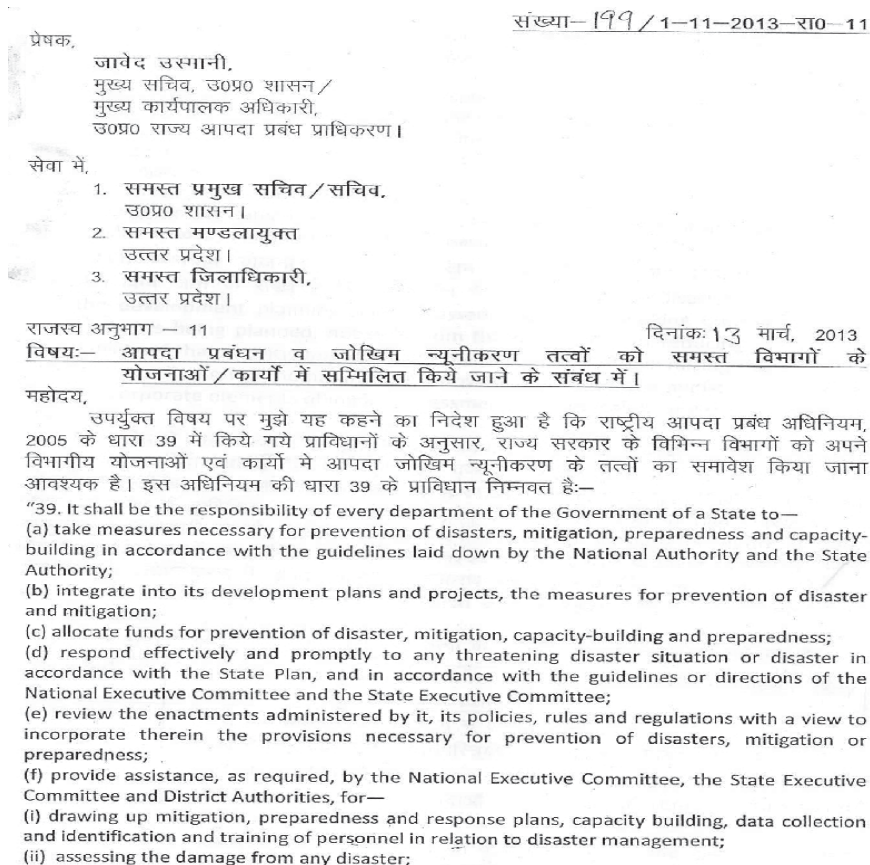 संख्या– 199/1-11-2013-रा0-11
प्रेषक,
जावेद उस्मानी,
मुख्य सचिव, उ0प्र0 शासन/
मुख्य कार्यपालक अधिकारी,
उ0प्र0 राज्य आपदा प्रबंध प्राधिकरण।
सेवा में,
1. समस्त प्रमुख सचिव/सचिव,
उ0प्र0 शासन।
2. समस्त मण्डलायुक्त
उत्तर प्रदेश।
3. समस्त जिलाधिकारी,
उत्तर प्रदेश।
राजस्व अनुभाग – 11 दिनांकः 13 मार्च, 2013
विषयः– आपदा प्रबंधन व जोखिम न्यूनीकरण तत्वों को समस्त विभागों के
योजनाओं/कार्यो में सम्मिलित किये जाने के संबंध में।
महोदय,
उपर्युक्त विषय पर मुझे यह कहने का निदेश हुआ है कि राष्ट्रीय आपदा प्रबंध अधिनियम,
2005 के धारा 39 में किये गये प्राविधानों के अनुसार, राज्य सरकार के विभिन्न विभागों को अपने
विभागीय योजनाओं एवं कार्यो मे आपदा जोखिम न्यूनीकरण के तत्वों का समावेश किया जाना
आवश्यक है। इस अधिनियम की धारा 39 के प्राविधान निम्नवत हैः–
"39. It shall be the responsibility of every department of the Government of a State to—
(a) take measures necessary for prevention of disasters, mitigation, preparedness and capacity-
building in accordance with the guidelines laid down by the National Authority and the State
Authority;
(b) integrate into its development plans and projects, the measures for prevention of disaster
and mitigation;
(c) allocate funds for prevention of disaster, mitigation, capacity-building and preparedness;
(d) respond effectively and promptly to any threatening disaster situation or disaster in
accordance with the State Plan, and in accordance with the guidelines or directions of the
National Executive Committee and the State Executive Committee;
(e) review the enactments administered by it, its policies, rules and regulations with a view to
incorporate therein the provisions necessary for prevention of disasters, mitigation or
preparedness;
(f) provide assistance, as required, by the National Executive Committee, the State Executive
Committee and District Authorities, for—
(i) drawing up mitigation, preparedness and response plans, capacity building, data collection
and identification and training of personnel in relation to disaster management;
(ii) assessing the damage from any disaster;